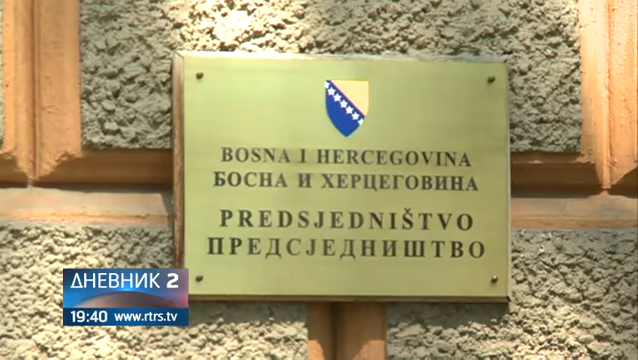 BOSNA I HERCEGOVINA
БОСНА И ХЕРЦЕГОВИНА
PREDSJEDNIŠTVO
ПРЕДСЈЕДНИШТВО
ДНЕВНИК 2
19:40 www.rtrs.tv